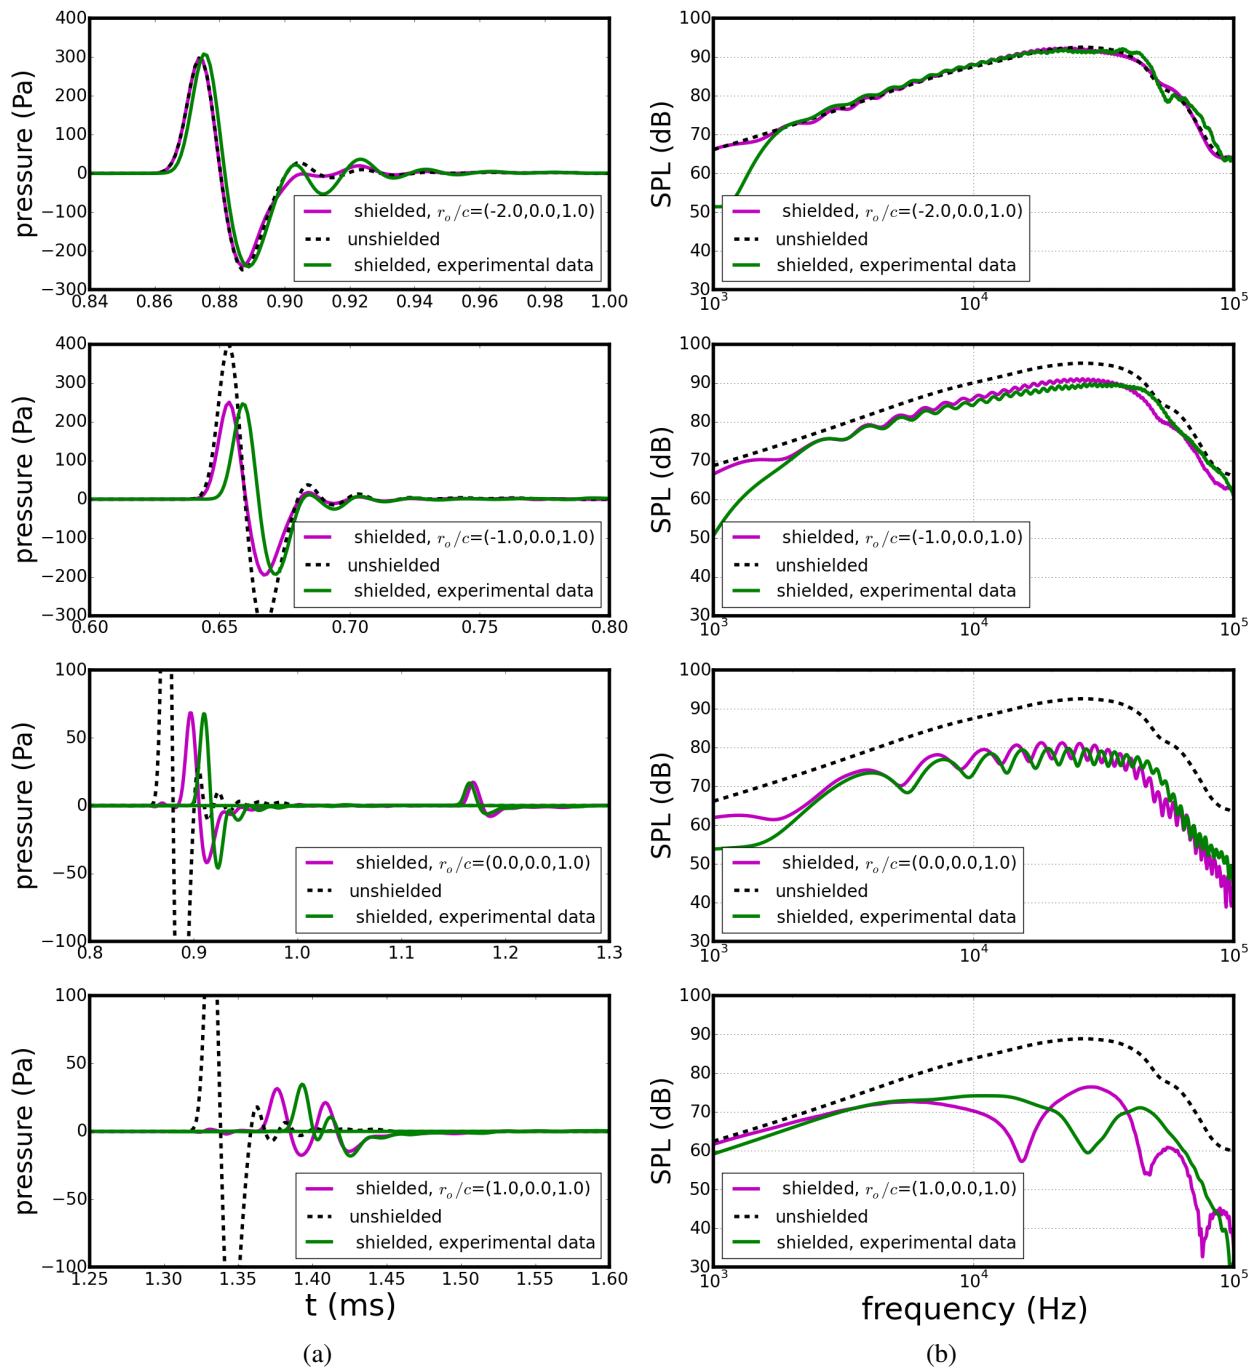 400
300
200
100
0
−100
−200
−300
pressure (Pa)
0.84 0.86 0.88 0.90 0.92 0.94 0.96 0.98 1.00
shielded, r_o/c=(-2.0,0.0,1.0)
unshielded
shielded, experimental data
100
90
80
70
60
50
40
30
SPL (dB)
10^3 10^4 10^5
shielded, r_o/c=(-2.0,0.0,1.0)
unshielded
shielded, experimental data
400
300
200
100
0
−100
−200
−300
pressure (Pa)
0.60 0.65 0.70 0.75 0.80
shielded, r_o/c=(-1.0,0.0,1.0)
unshielded
shielded, experimental data
100
90
80
70
60
50
40
30
SPL (dB)
10^3 10^4 10^5
shielded, r_o/c=(-1.0,0.0,1.0)
unshielded
shielded, experimental data
100
50
0
−50
−100
pressure (Pa)
0.8 0.9 1.0 1.1 1.2 1.3
shielded, r_o/c=(0.0,0.0,1.0)
unshielded
shielded, experimental data
100
90
80
70
60
50
40
30
SPL (dB)
10^3 10^4 10^5
shielded, r_o/c=(0.0,0.0,1.0)
unshielded
shielded, experimental data
100
50
0
−50
−100
pressure (Pa)
1.25 1.30 1.35 1.40 1.45 1.50 1.55 1.60
shielded, r_o/c=(1.0,0.0,1.0)
unshielded
shielded, experimental data
t (ms)
100
90
80
70
60
50
40
30
SPL (dB)
10^3 10^4 10^5
shielded, r_o/c=(1.0,0.0,1.0)
unshielded
shielded, experimental data
frequency (Hz)
(a) (b)